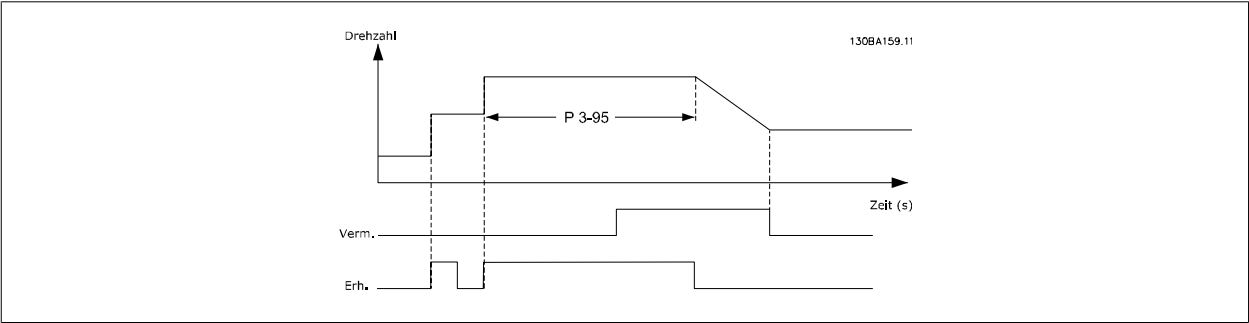 Drehzahl
130BA159.11
P 3-95
Zeit (s)
Verm.
Erh.